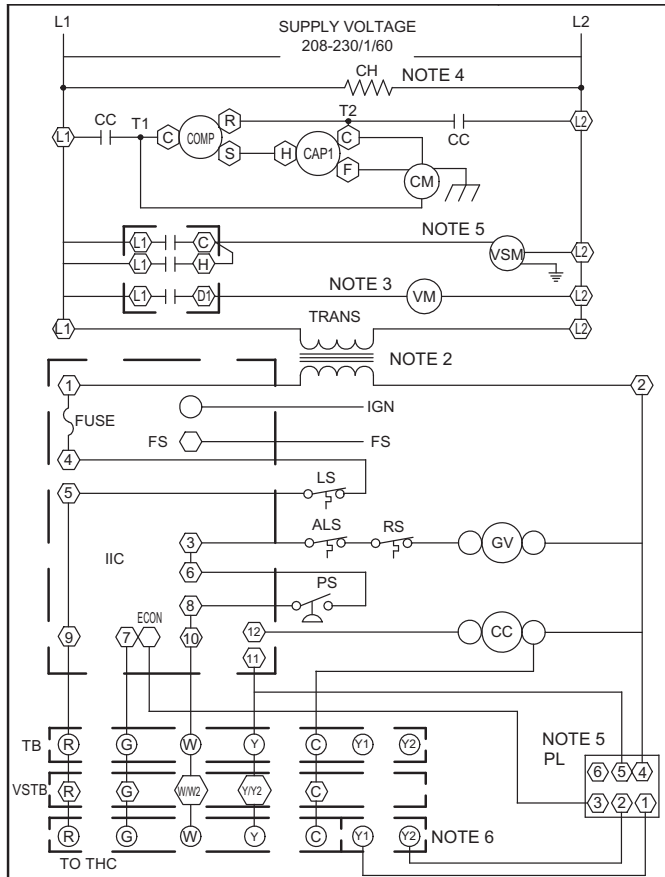 L1 SUPPLY VOLTAGE L2
208-230/1/60
CH NOTE 4
CC T1 R T2
L1 C COMP C CC L2
S H CAP1
F CM
NOTE 5
L1 C
VSM L2
L1 H
NOTE 3
L1 D1 VM L2
TRANS
L1 L2
NOTE 2
1 2
IGN
FUSE
FS FS
4
LS
5
ALS RS
3 GV
IIC
6
PS
8
ECON
9 7 10 12 CC
11
NOTE 5
TB R G W Y C Y1 Y2 PL
6 5 4
VSTB R G W/W2 Y/Y2 C
3 2 1
R G W Y C Y1 Y2 NOTE 6
TO THC